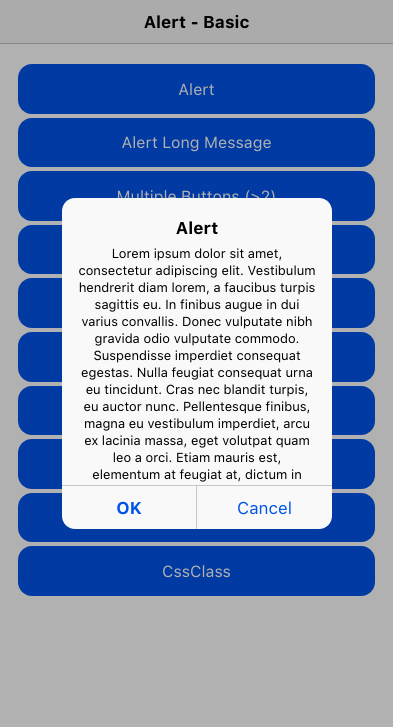 Alert - Basic
Alert
Alert Long Message
Multiple Buttons (>2)
Alert
Lorem ipsum dolor sit amet,
consectetur adipiscing elit. Vestibulum
hendrerit diam lorem, a faucibus turpis
sagittis eu. In finibus augue in dui
varius convallis. Donec vulputate nibh
gravida odio vulputate commodo.
Suspendisse imperdiet consequat
egestas. Nulla feugiat consequat urna
eu tincidunt. Cras nec blandit turpis,
eu auctor nunc. Pellentesque finibus,
magna eu vestibulum imperdiet, arcu
ex lacinia massa, eget volutpat quam
leo a orci. Etiam mauris est,
elementum at feugiat at, dictum in
OK
Cancel
CssClass